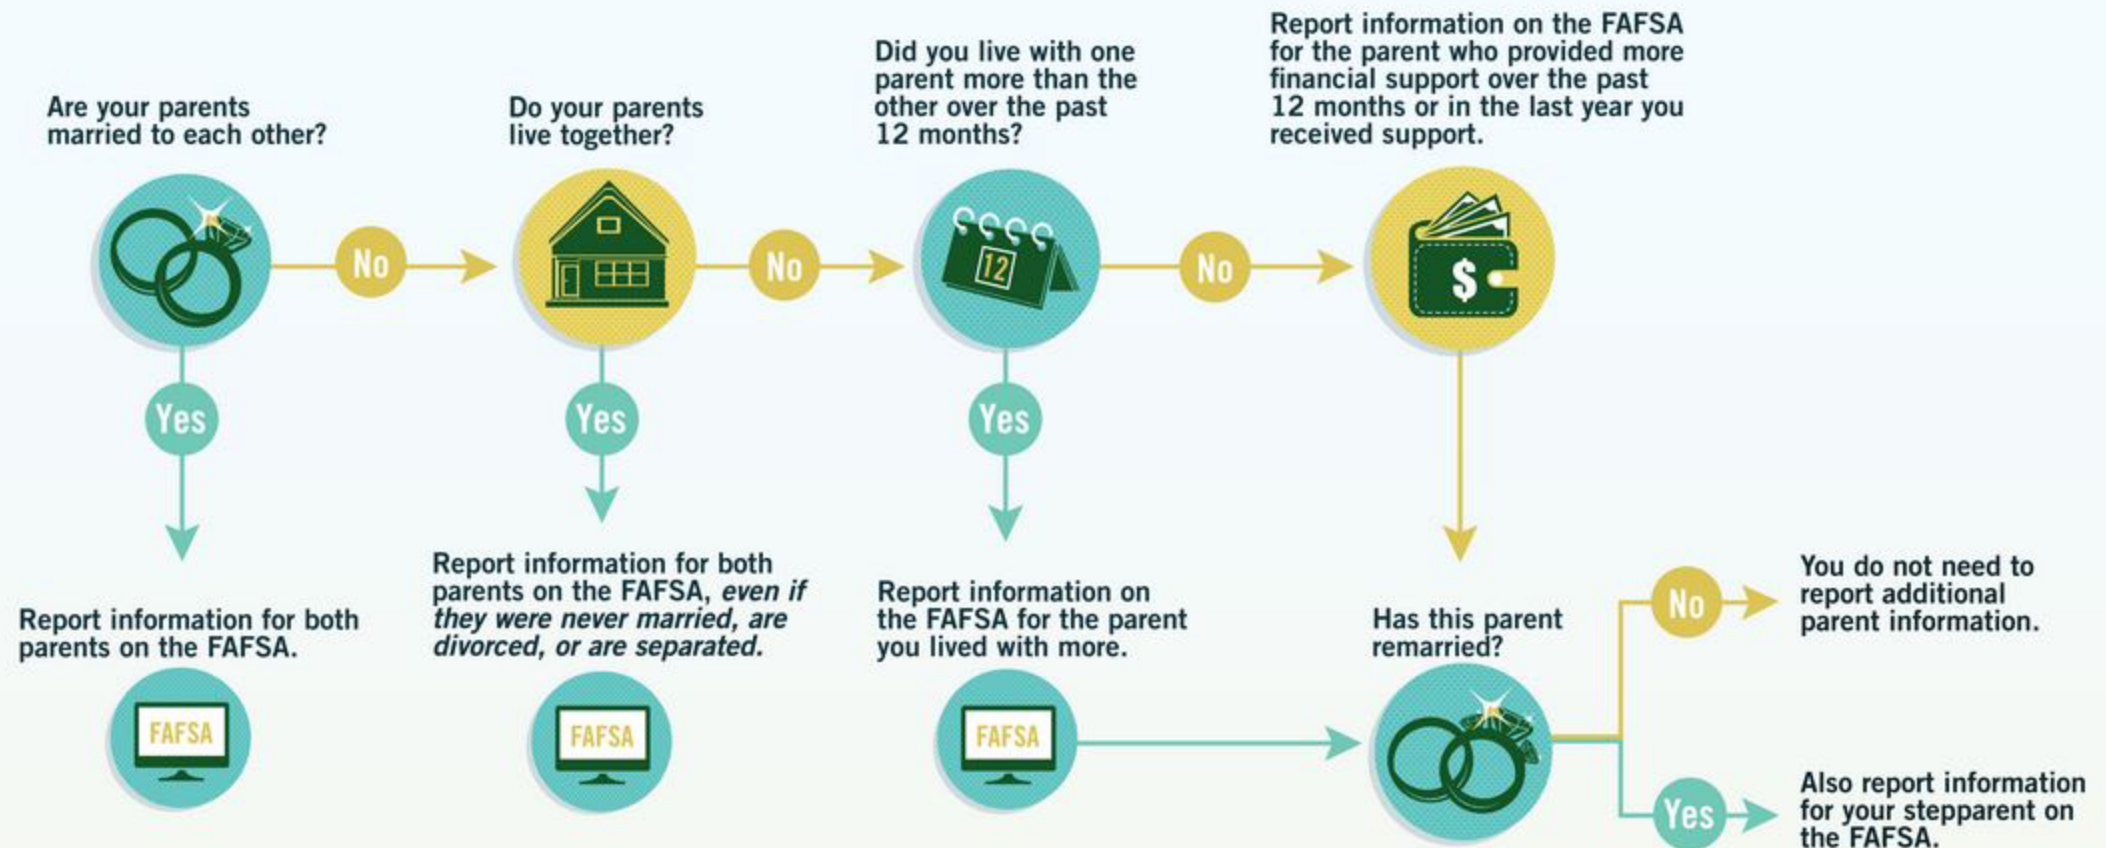 Are your parents
married to each other?
No
Do your parents
live together?
No
Did you live with one
parent more than the
other over the past
12 months?
12
No
Report information on the FAFSA
for the parent who provided more
financial support over the past
12 months or in the last year you
received support.
$
Yes
Yes
Yes
Report information for both
parents on the FAFSA.
FAFSA
Report information for both
parents on the FAFSA, even if
they were never married, are
divorced, or are separated.
FAFSA
Report information on
the FAFSA for the parent
you lived with more.
FAFSA
Has this parent
remarried?
No
You do not need to
report additional
parent information.
Yes
Also report information
for your stepparent on
the FAFSA.